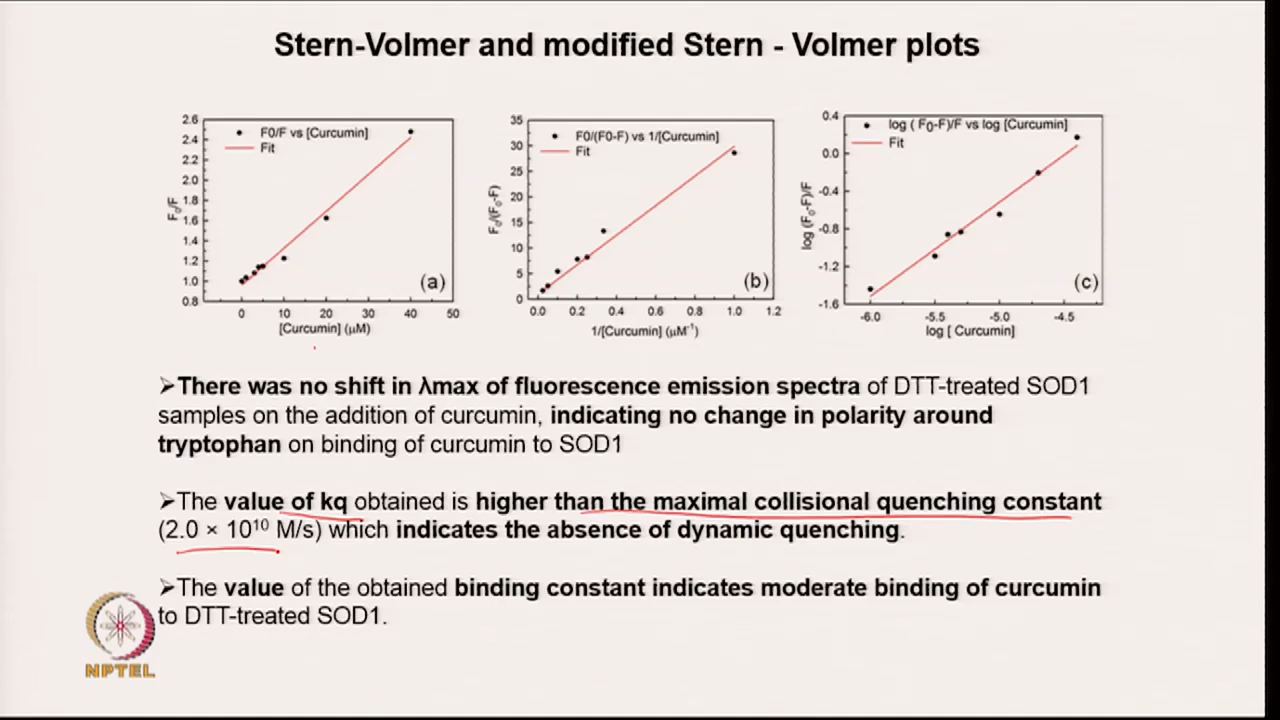 Stern-Volmer and modified Stern - Volmer plots
2.6
2.4
2.2
2.0
1.8
1.6
1.4
1.2
1.0
0.8
F0/F
F0/F vs [Curcumin]
Fit
(a)
0 10 20 30 40 50
[Curcumin] (μM)
35
30
25
20
15
10
5
0
F0/(F0-F)
F0/(F0-F) vs 1/[Curcumin]
Fit
(b)
0.0 0.2 0.4 0.6 0.8 1.0 1.2
1/[Curcumin] (μM-1)
0.4
0.0
-0.4
-0.8
-1.2
-1.6
log (F0-F)/F
log ( F0-F)/F vs log [Curcumin]
Fit
(c)
-6.0 -5.5 -5.0 -4.5
log [ Curcumin]
➢There was no shift in λmax of fluorescence emission spectra of DTT-treated SOD1
samples on the addition of curcumin, indicating no change in polarity around
tryptophan on binding of curcumin to SOD1
➢The value of kq obtained is higher than the maximal collisional quenching constant
(2.0 × 10¹⁰ M/s) which indicates the absence of dynamic quenching.
➢The value of the obtained binding constant indicates moderate binding of curcumin
to DTT-treated SOD1.
NPTEL